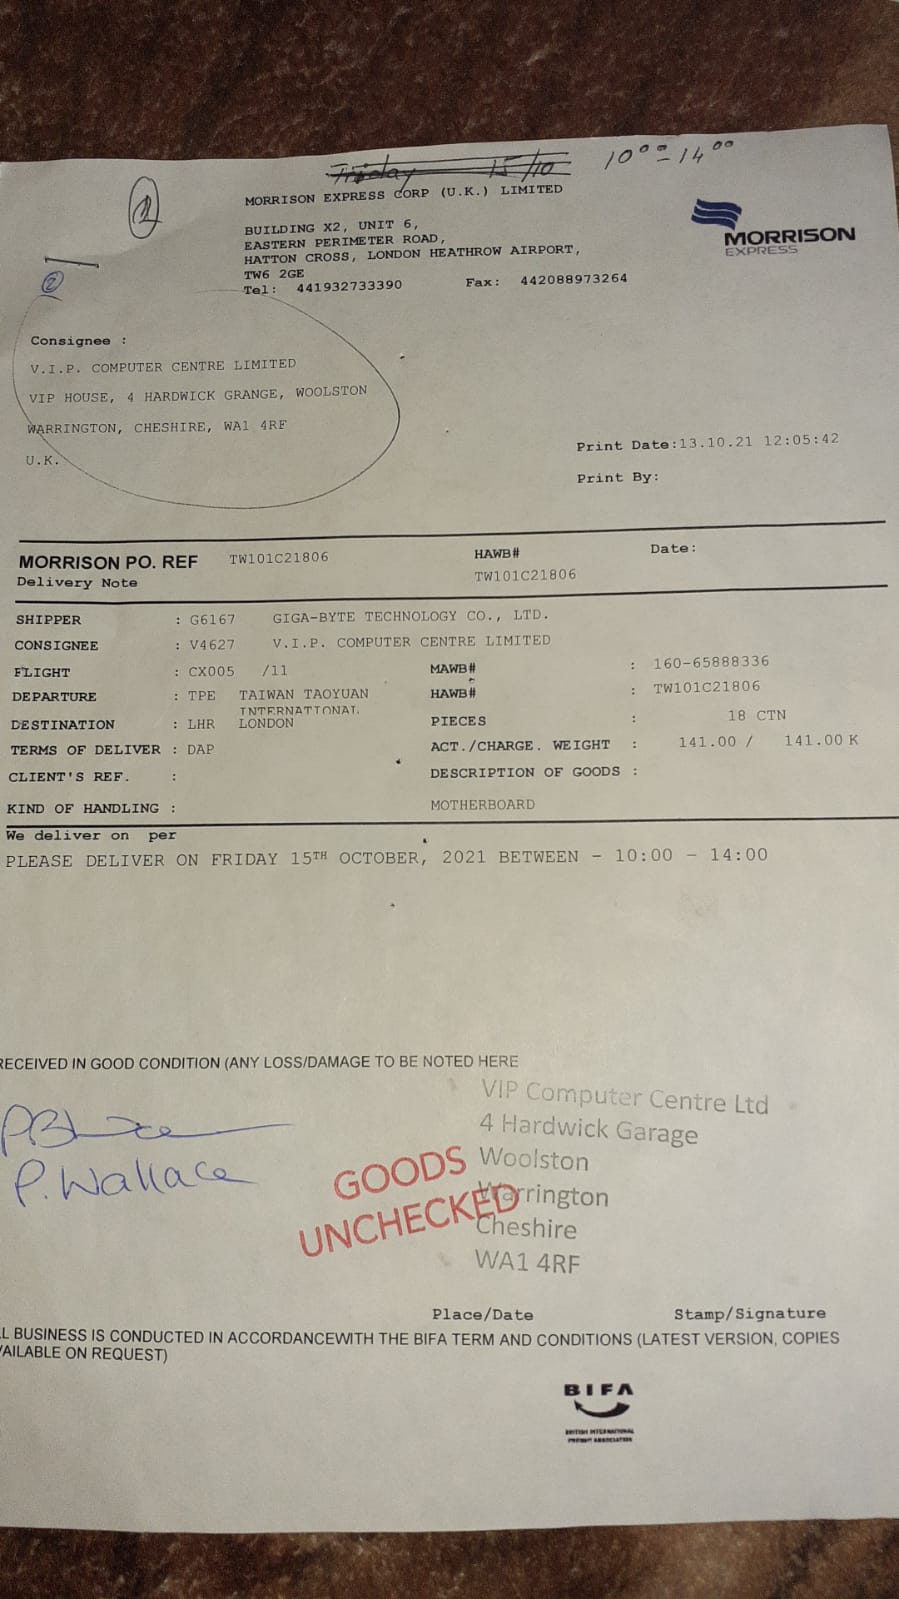 Friday 15/10 10⁰⁰ - 14⁰⁰
MORRISON EXPRESS CORP (U.K.) LIMITED
BUILDING X2, UNIT 6,
EASTERN PERIMETER ROAD,
HATTON CROSS, LONDON HEATHROW AIRPORT,
TW6 2GE
Tel: 441932733390 Fax: 442088973264
MORRISON
EXPRESS
2
Consignee :
V.I.P. COMPUTER CENTRE LIMITED
VIP HOUSE, 4 HARDWICK GRANGE, WOOLSTON
WARRINGTON, CHESHIRE, WA1 4RF
U.K.
Print Date:13.10.21 12:05:42
Print By:
MORRISON PO. REF TW101C21806 HAWB# Date:
Delivery Note TW101C21806
SHIPPER : G6167 GIGA-BYTE TECHNOLOGY CO., LTD.
CONSIGNEE : V4627 V.I.P. COMPUTER CENTRE LIMITED
FLIGHT : CX005 /11 MAWB# : 160-65888336
DEPARTURE : TPE TAIWAN TAOYUAN HAWB# : TW101C21806
INTERNATIONAL
DESTINATION : LHR LONDON PIECES : 18 CTN
TERMS OF DELIVER : DAP ACT./CHARGE. WEIGHT : 141.00 / 141.00 K
CLIENT'S REF. : DESCRIPTION OF GOODS :
KIND OF HANDLING : MOTHERBOARD
We deliver on per
PLEASE DELIVER ON FRIDAY 15TH OCTOBER, 2021 BETWEEN - 10:00 - 14:00
RECEIVED IN GOOD CONDITION (ANY LOSS/DAMAGE TO BE NOTED HERE
VIP Computer Centre Ltd
4 Hardwick Garage
Woolston
Warrington
Cheshire
WA1 4RF
P. Wallace
GOODS
UNCHECKED
Place/Date Stamp/Signature
L BUSINESS IS CONDUCTED IN ACCORDANCEWITH THE BIFA TERM AND CONDITIONS (LATEST VERSION, COPIES
VAILABLE ON REQUEST)
BIFA
BRITISH INTERNATIONAL
FREIGHT ASSOCIATION